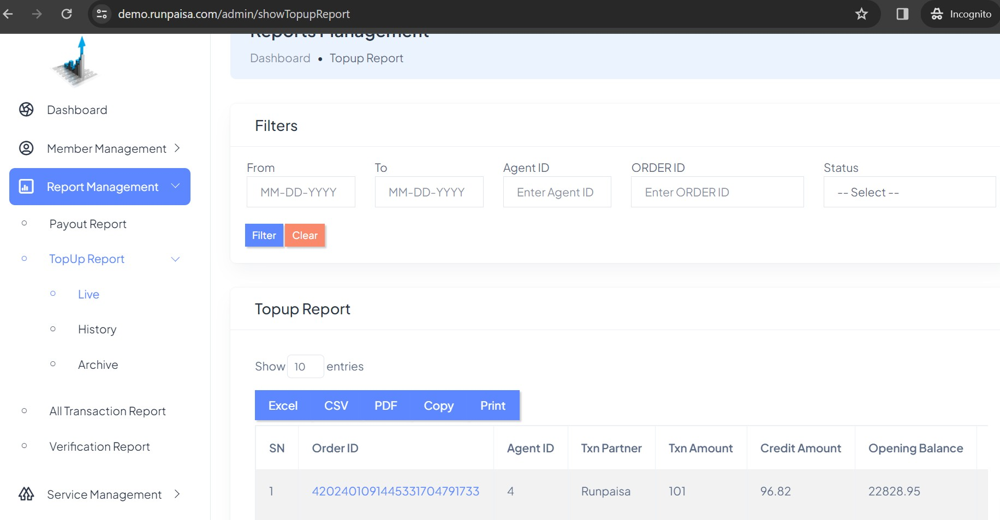 demo.runpaisa.com/admin/showTopupReport
Incognito
Reports Management
Dashboard • Topup Report
Dashboard
Member Management
Report Management
Payout Report
TopUp Report
Live
History
Archive
All Transaction Report
Verification Report
Service Management
Filters
From To Agent ID ORDER ID Status
MM-DD-YYYY MM-DD-YYYY Enter Agent ID Enter ORDER ID -- Select --
Filter Clear
Topup Report
Show 10 entries
Excel CSV PDF Copy Print
SN Order ID Agent ID Txn Partner Txn Amount Credit Amount Opening Balance
1 4202401091445331704791733 4 Runpaisa 101 96.82 22828.95